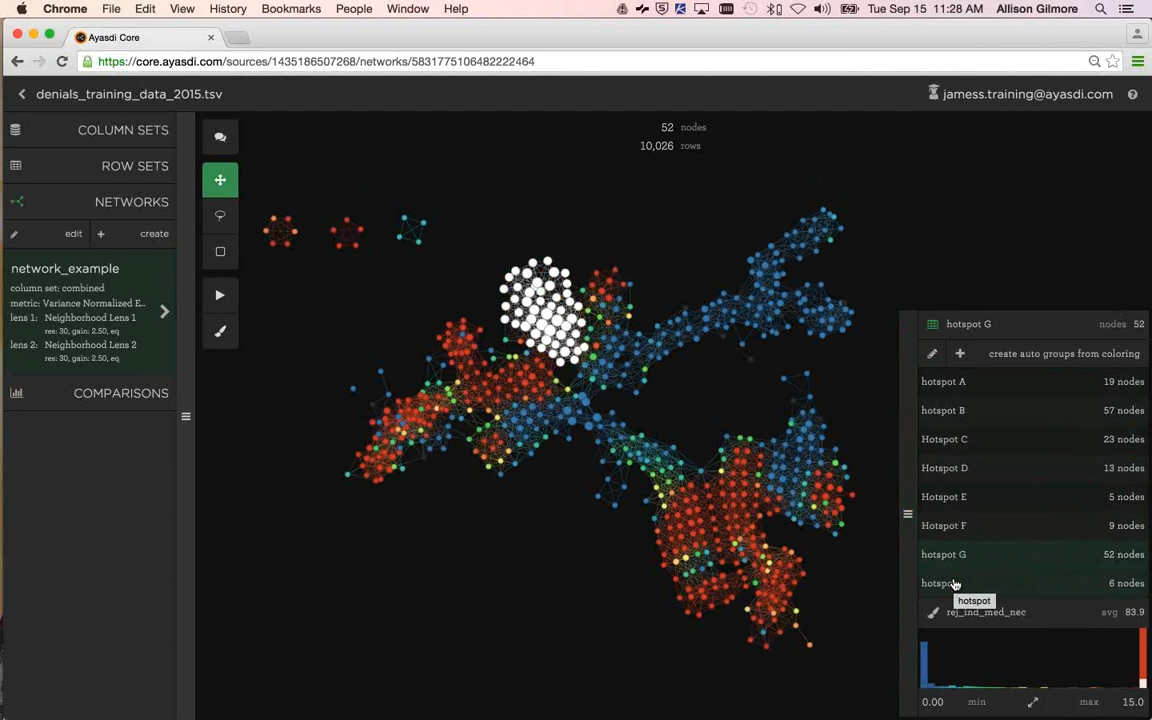 Chrome File Edit View History Bookmarks People Window Help Tue Sep 15 11:28 AM Allison Gilmore
Ayasdi Core
https://core.ayasdi.com/sources/1435186507268/networks/5831775106482222464
denials_training_data_2015.tsv jamess.training@ayasdi.com
COLUMN SETS
ROW SETS
NETWORKS
edit create
network_example
column set: combined
metric: Variance Normalized E..
lens 1: Neighborhood Lens 1
res: 30, gain: 2.50, eq
lens 2: Neighborhood Lens 2
res: 30, gain: 2.50, eq
COMPARISONS
52 nodes
10,026 rows
hotspot G nodes 52
create auto groups from coloring
hotspot A 19 nodes
hotspot B 57 nodes
Hotspot C 23 nodes
Hotspot D 13 nodes
Hotspot E 5 nodes
Hotspot F 9 nodes
hotspot G 52 nodes
hotspot 6 nodes
hotspot
rej_ind_med_nec avg 83.9
0.00 min max 15.0